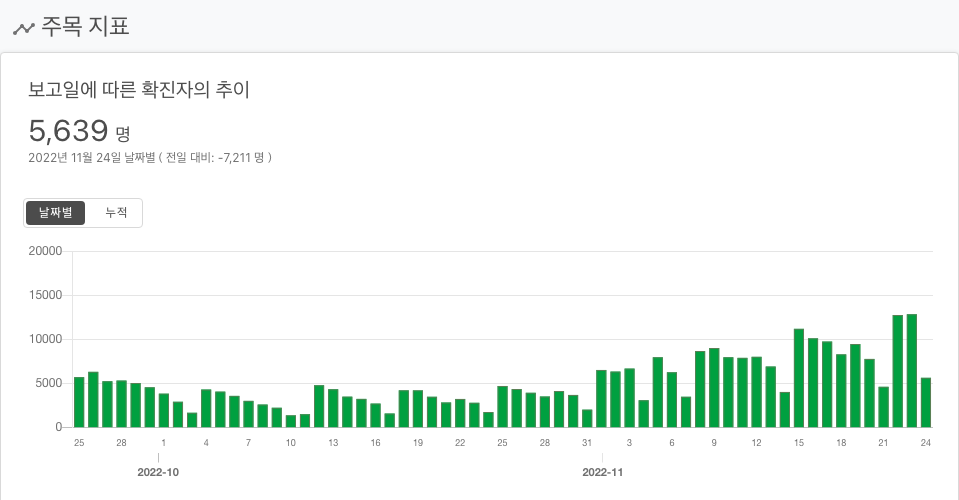 주목 지표
보고일에 따른 확진자의 추이
5,639 명
2022년 11월 24일 날짜별 ( 전일 대비: -7,211 명 )
날짜별 누적
20000
15000
10000
5000
0
25 28 1 4 7 10 13 16 19 22 25 28 31 3 6 9 12 15 18 21 24
2022-10 2022-11